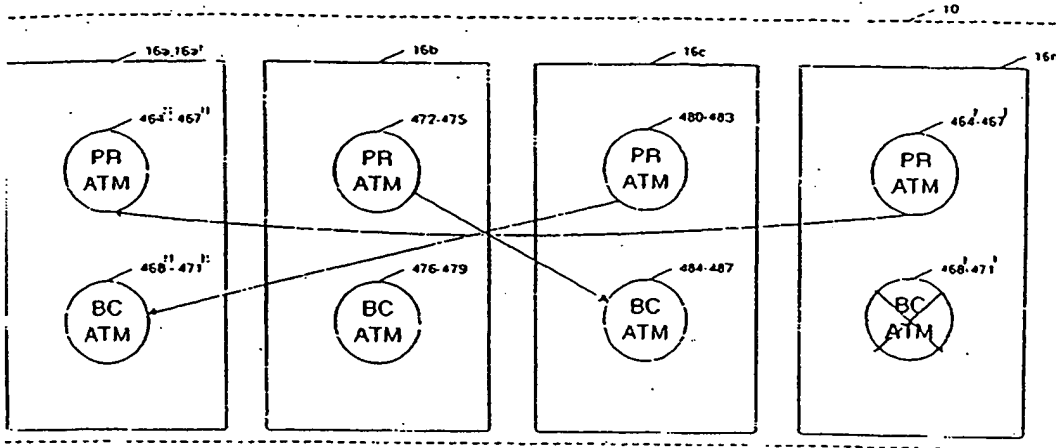 10
16a,16a' 16b 16c 16n
464"-467" 472-475 480-483 464'-467'
PR PR PR PR
ATM ATM ATM ATM
468"-471" 476-479 484-487 468'-471'
BC BC BC BC
ATM ATM ATM ATM